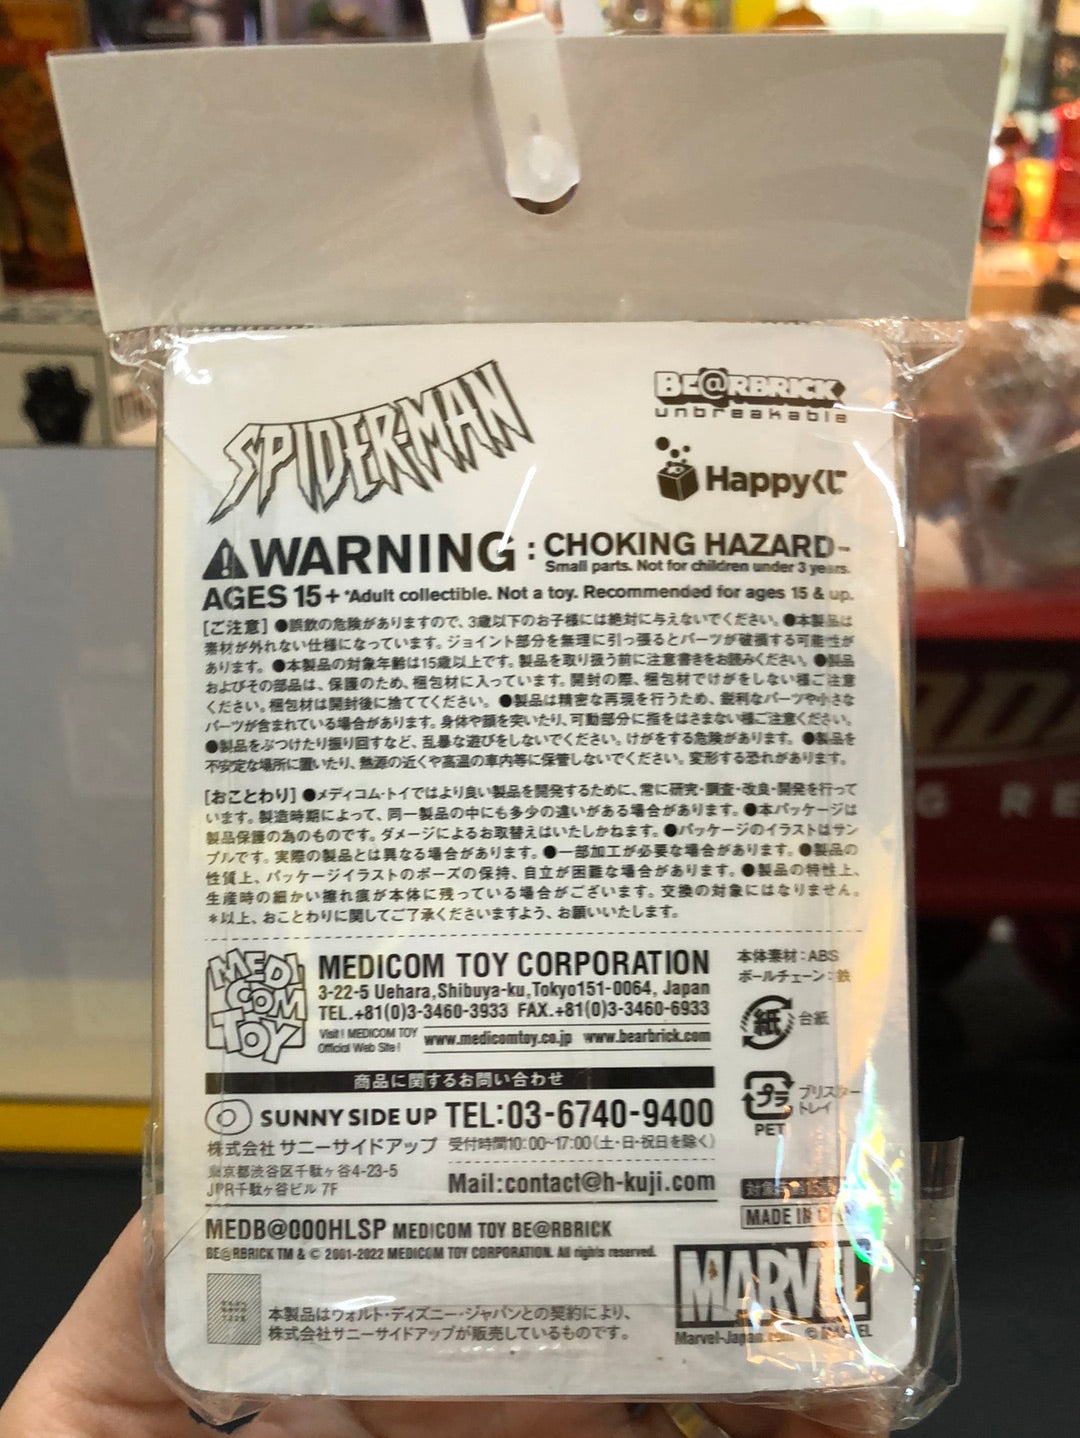 SPIDER-MAN
BE@RBRICK
unbreakable
Happyくじ
WARNING : CHOKING HAZARD-
Small parts. Not for children under 3 years.
AGES 15+ *Adult collectible. Not a toy. Recommended for ages 15 & up.
[ご注意] ●誤飲の危険がありますので、3歳以下のお子様には絶対に与えないでください。●本製品は
素材が外れない仕様になっています。ジョイント部分を無理に引っ張るとパーツが破損する可能性が
あります。●本製品の対象年齢は15歳以上です。製品を取り扱う前に注意書きをお読みください。●製品
およびその部品は、保護のため、梱包材に入っています。開封の際、梱包材でけがをしない様ご注意
ください。梱包材は開封後に捨ててください。●製品は精密な再現を行うため、鋭利なパーツや小さな
パーツが含まれている場合があります。身体や顔を突いたり、可動部分に指をはさまない様ご注意ください。
●製品をぶつけたり振り回すなど、乱暴な遊びをしないでください。けがをする危険があります。●製品を
不安定な場所に置いたり、熱源の近くや高温の車内等に保管しないでください。変形する恐れがあります。
[おことわり] ●メディコム・トイではより良い製品を開発するために、常に研究・調査・改良・開発を行って
います。製造時期によって、同一製品の中にも多少の違いがある場合があります。●本パッケージは
製品保護の為のものです。ダメージによるお取替えはいたしかねます。●パッケージのイラストはサン
プルです。実際の製品とは異なる場合があります。●一部加工が必要な場合があります。●製品の
性質上、パッケージイラストのポーズの保持、自立が困難な場合があります。●製品の特性上、
生産時の細かい擦れ痕が本体に残っている場合がございます。交換の対象にはなりません。
*以上、おことわりに関してご了承くださいますよう、お願いいたします。
MEDI COM TOY
MEDICOM TOY CORPORATION
3-22-5 Uehara,Shibuya-ku,Tokyo151-0064, Japan
TEL.+81(0)3-3460-3933 FAX.+81(0)3-3460-6933
Visit! MEDICOM TOY
Official Web Site!
www.medicomtoy.co.jp www.bearbrick.com
本体素材:ABS
ボールチェーン:鉄
紙 台紙
プラ ブリスター
トレイ
PET
商品に関するお問い合わせ
SUNNY SIDE UP TEL:03-6740-9400
株式会社 サニーサイドアップ 受付時間10:00~17:00(土・日・祝日を除く)
東京都渋谷区千駄ヶ谷4-23-5
JPR千駄ヶ谷ビル 7F
Mail:contact@h-kuji.com
MADE IN
MEDB@000HLSP MEDICOM TOY BE@RBRICK
BE@RBRICK TM & © 2001-2022 MEDICOM TOY CORPORATION. All rights reserved.
本製品はウォルト・ディズニー・ジャパンとの契約により、
株式会社サニーサイドアップが販売しているものです。
MARVEL
Marvel-Japan.com © MARVEL